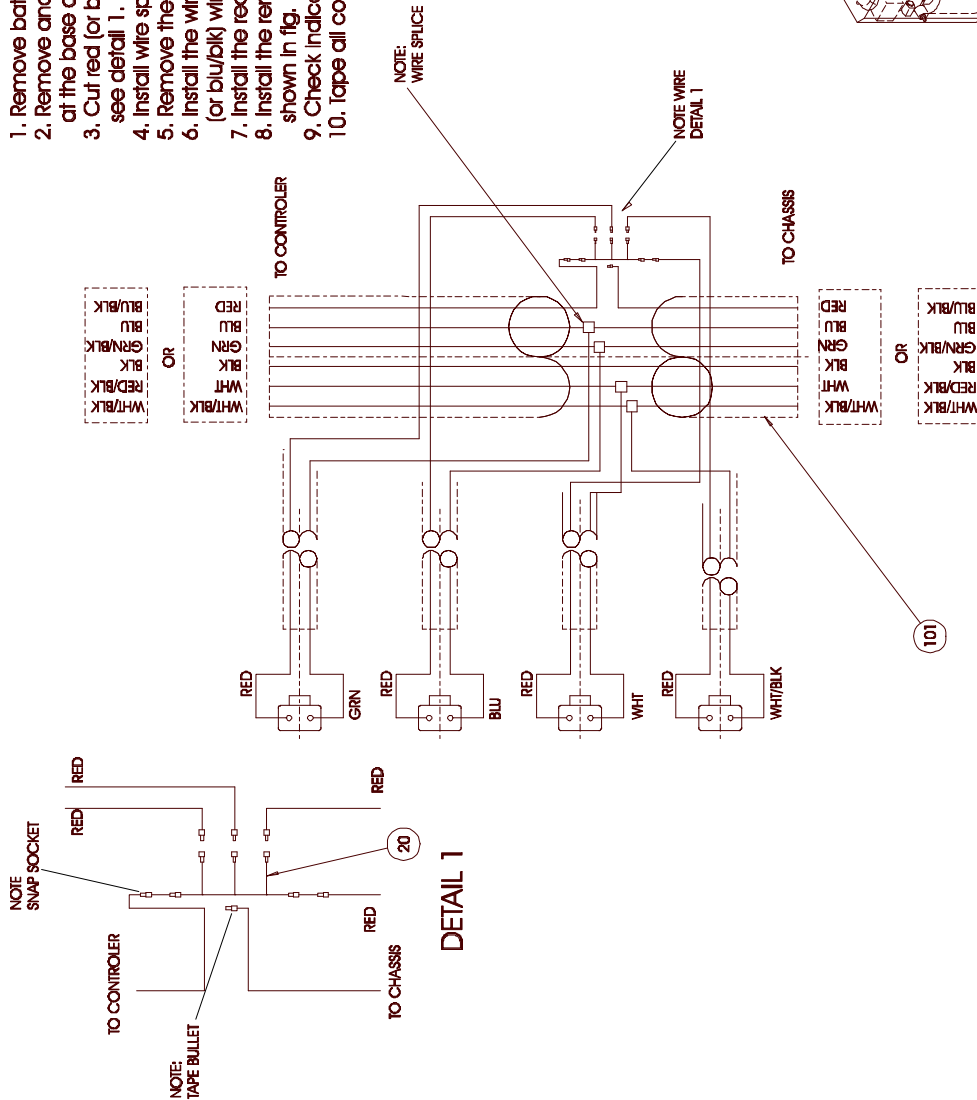 1. Remove bat
2. Remove and
at the base o
3. Cut red (or b
see detail 1.
4. Install wire sp
5. Remove the
6. Install the wir
(or blu/blk) wir
7. Install the red
8. Install the rem
shown in fig.
9. Check indica
10. Tape all co
NOTE:
WIRE SPLICE
NOTE WIRE
DETAIL 1
TO CONTROLER
TO CHASSIS
BLU/BLK
BLU
GRN/BLK
BLK
RED/BLK
WHT/BLK
OR
RED
BLU
GRN
BLK
WHT
WHT/BLK
RED
BLU
GRN
BLK
WHT
WHT/BLK
OR
BLU/BLK
BLU
GRN/BLK
BLK
RED/BLK
WHT/BLK
101
RED
GRN
RED
BLU
RED
WHT
RED
WHT/BLK
NOTE
SNAP SOCKET
RED
RED
RED
RED
20
TO CONTROLER
TO CHASSIS
NOTE:
TAPE BULLET
DETAIL 1